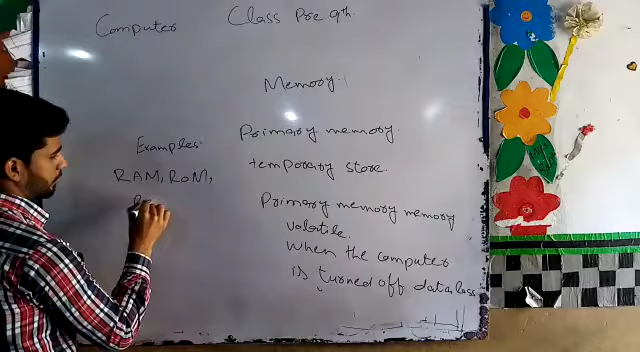 Computer
Class Pre 9th
Memory
Examples:
RAM, ROM,
Primary memory
temporary store.
Primary memory memory
volatile.
When the computer
is turned off data loss